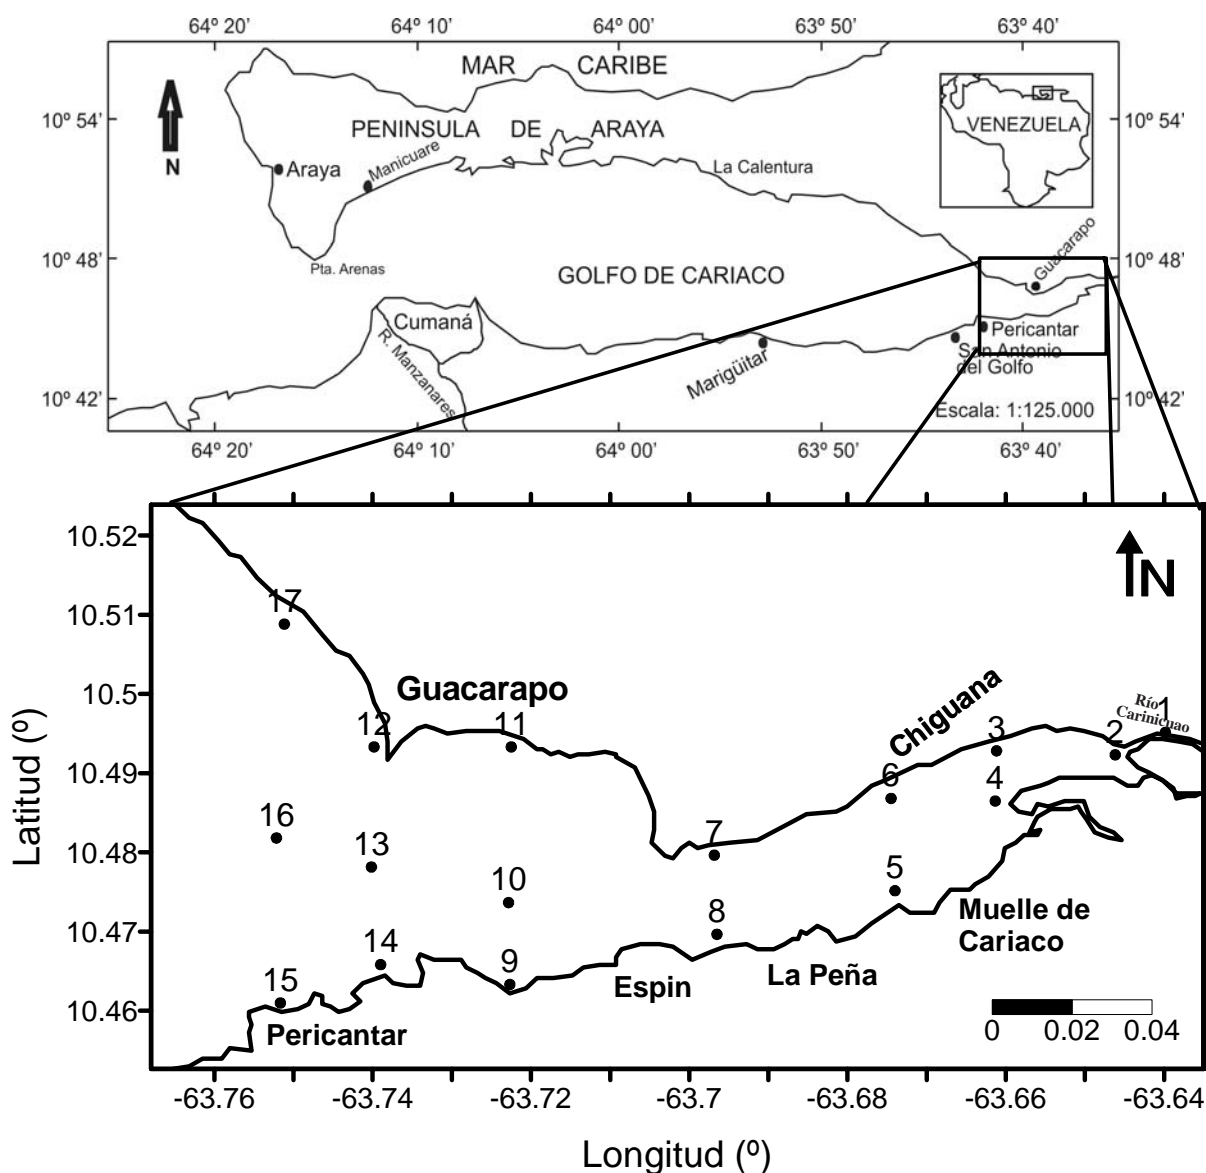 64º 20'
64º 10'
64º 00'
63º 50'
63º 40'
MAR CARIBE
10º 54'
PENINSULA DE ARAYA
VENEZUELA
10º 54'
N
Araya
Manicuare
La Calentura
Guacarapo
10º 48'
Pta. Arenas
GOLFO DE CARIACO
10º 48'
Cumaná
R. Manzanares
Pericantar
Marigüitar
San Antonio
del Golfo
10º 42'
Escala: 1:125.000
10º 42'
64º 20'
64º 10'
64º 00'
63º 50'
63º 40'
10.52
N
17
10.51
10.5
Guacarapo
Chiguana
Río
Carinicuao
1
12
11
3
2
10.49
6
4
16
13
7
10.48
10
5
8
10.47
14
9
Muelle de
Cariaco
15
Espin
La Peña
10.46
Pericantar
0
0.02
0.04
Latitud (º)
-63.76
-63.74
-63.72
-63.7
-63.68
-63.66
-63.64
Longitud (º)